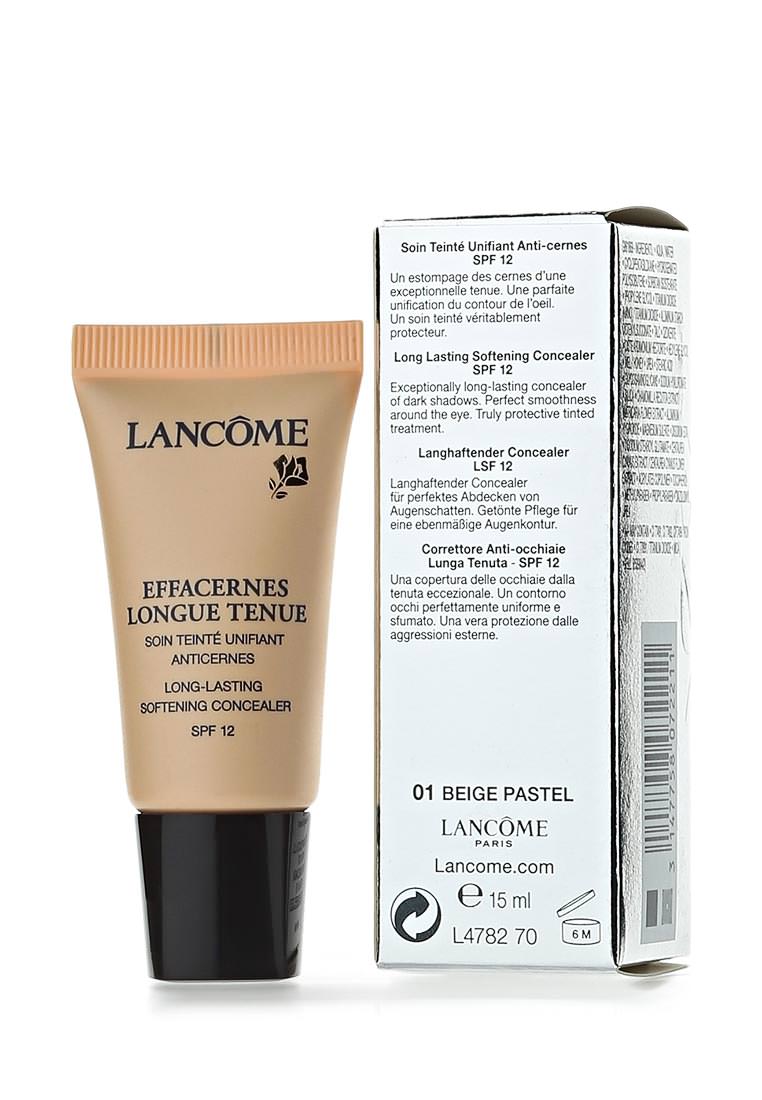 LANCÔME
EFFACERNES
LONGUE TENUE
SOIN TEINTÉ UNIFIANT
ANTICERNES
LONG-LASTING
SOFTENING CONCEALER
SPF 12
Soin Teinté Unifiant Anti-cernes
SPF 12
Un estompage des cernes d'une
exceptionnelle tenue. Une parfaite
unification du contour de l'oeil.
Un soin teinté véritablement
protecteur.
Long Lasting Softening Concealer
SPF 12
Exceptionally long-lasting concealer
of dark shadows. Perfect smoothness
around the eye. Truly protective tinted
treatment.
Langhaftender Concealer
LSF 12
Langhaftender Concealer
für perfektes Abdecken von
Augenschatten. Getönte Pflege für
eine ebenmäßige Augenkontur.
Correttore Anti-occhiaie
Lunga Tenuta - SPF 12
Una copertura delle occhiaie dalla
tenuta eccezionale. Un contorno
occhi perfettamente uniforme e
sfumato. Una vera protezione dalle
aggressioni esterne.
01 BEIGE PASTEL
LANCÔME
PARIS
Lancome.com
e 15 ml
L4782 70
6 M
3 147758 072211